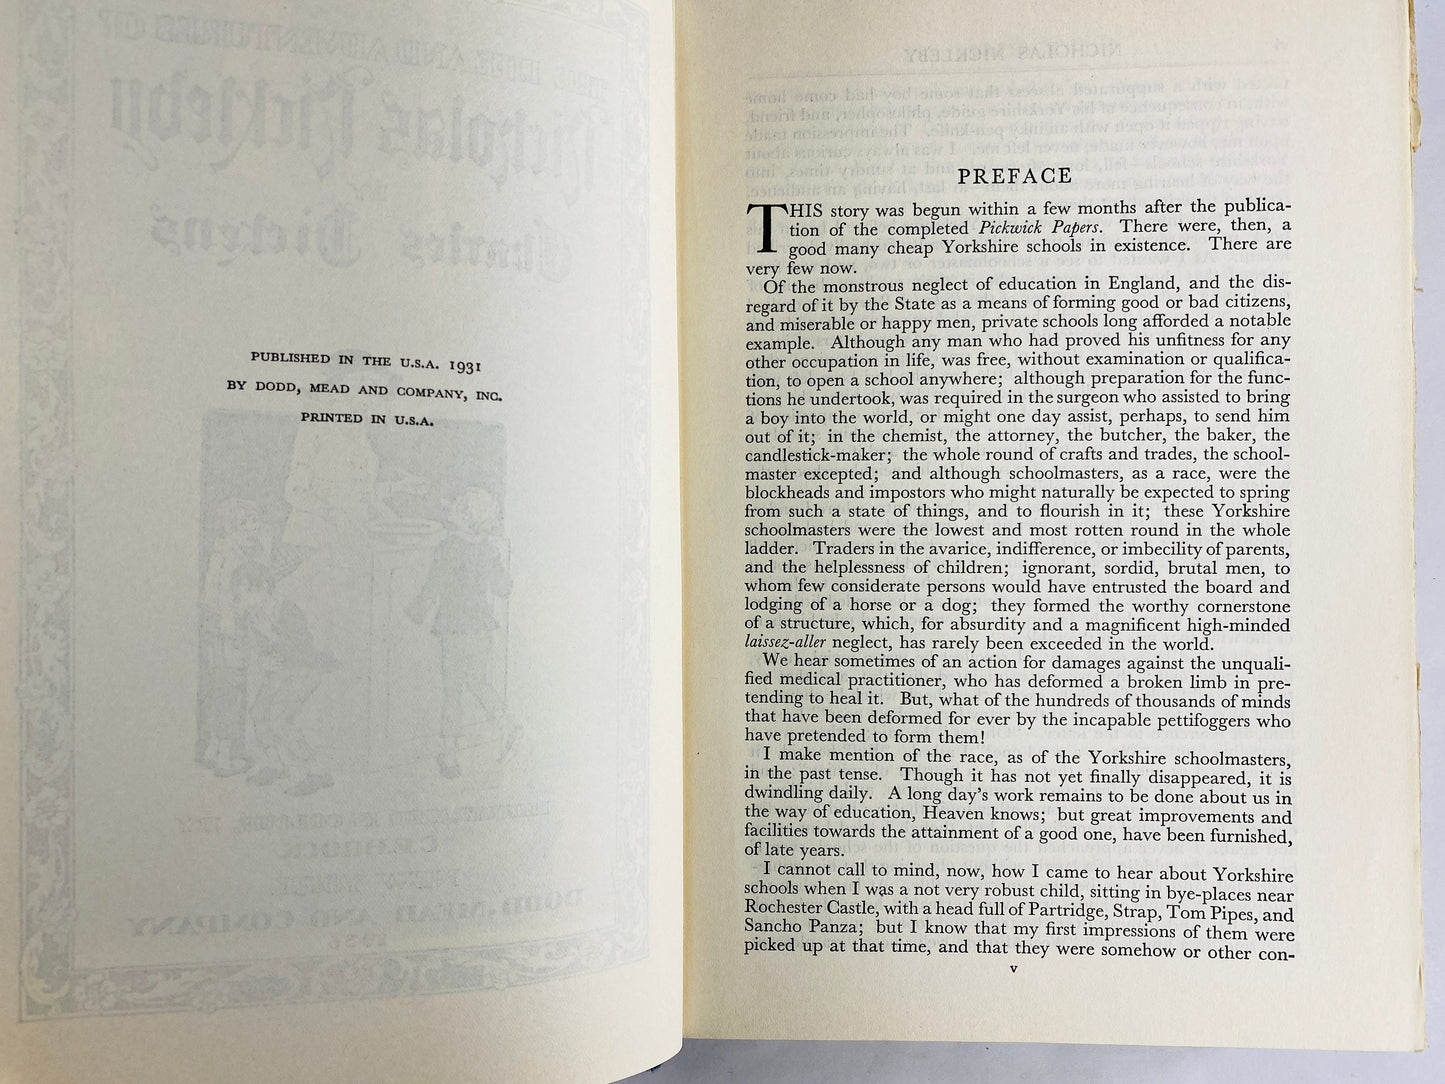 PUBLISHED IN THE U.S.A. 1931
BY DODD, MEAD AND COMPANY, INC.
PRINTED IN U.S.A.
NICHOLAS NICKLEBY
PREFACE
THIS story was begun within a few months after the publica-
tion of the completed Pickwick Papers. There were, then, a
good many cheap Yorkshire schools in existence. There are
very few now.
Of the monstrous neglect of education in England, and the dis-
regard of it by the State as a means of forming good or bad citizens,
and miserable or happy men, private schools long afforded a notable
example. Although any man who had proved his unfitness for any
other occupation in life, was free, without examination or qualifica-
tion, to open a school anywhere; although preparation for the func-
tions he undertook, was required in the surgeon who assisted to bring
a boy into the world, or might one day assist, perhaps, to send him
out of it; in the chemist, the attorney, the butcher, the baker, the
candlestick-maker; the whole round of crafts and trades, the school-
master excepted; and although schoolmasters, as a race, were the
blockheads and impostors who might naturally be expected to spring
from such a state of things, and to flourish in it; these Yorkshire
schoolmasters were the lowest and most rotten round in the whole
ladder. Traders in the avarice, indifference, or imbecility of parents,
and the helplessness of children; ignorant, sordid, brutal men, to
whom few considerate persons would have entrusted the board and
lodging of a horse or a dog; they formed the worthy cornerstone
of a structure, which, for absurdity and a magnificent high-minded
laissez-aller neglect, has rarely been exceeded in the world.
We hear sometimes of an action for damages against the unquali-
fied medical practitioner, who has deformed a broken limb in pre-
tending to heal it. But, what of the hundreds of thousands of minds
that have been deformed for ever by the incapable pettifoggers who
have pretended to form them!
I make mention of the race, as of the Yorkshire schoolmasters,
in the past tense. Though it has not yet finally disappeared, it is
dwindling daily. A long day's work remains to be done about us in
the way of education, Heaven knows; but great improvements and
facilities towards the attainment of a good one, have been furnished,
of late years.
I cannot call to mind, now, how I came to hear about Yorkshire
schools when I was a not very robust child, sitting in bye-places near
Rochester Castle, with a head full of Partridge, Strap, Tom Pipes, and
Sancho Panza; but I know that my first impressions of them were
picked up at that time, and that they were somehow or other con-
v